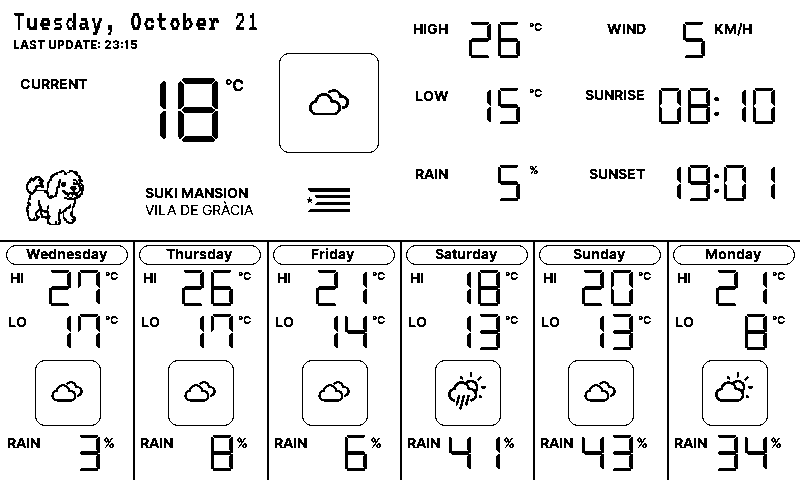 Tuesday, October 21
LAST UPDATE: 23:15
CURRENT 18 °C
SUKI MANSION
VILA DE GRÀCIA
HIGH 26 °C
WIND 5 KM/H
LOW 15 °C
SUNRISE 08:10
RAIN 5 %
SUNSET 19:01
Wednesday
HI 27 °C
LO 17 °C
RAIN 3 %
Thursday
HI 26 °C
LO 17 °C
RAIN 8 %
Friday
HI 21 °C
LO 14 °C
RAIN 6 %
Saturday
HI 18 °C
LO 13 °C
RAIN 41 %
Sunday
HI 20 °C
LO 13 °C
RAIN 43 %
Monday
HI 21 °C
LO 8 °C
RAIN 34 %